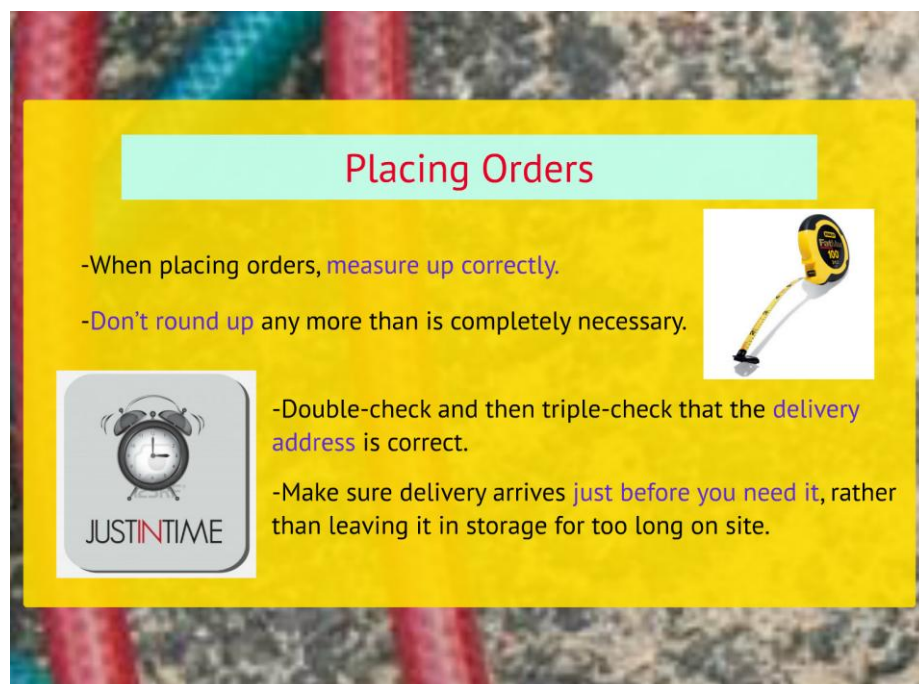 Placing Orders
-When placing orders, measure up correctly.
-Don't round up any more than is completely necessary.
100
-Double-check and then triple-check that the delivery
address is correct.
-Make sure delivery arrives just before you need it, rather
than leaving it in storage for too long on site.
JUSTINTIME